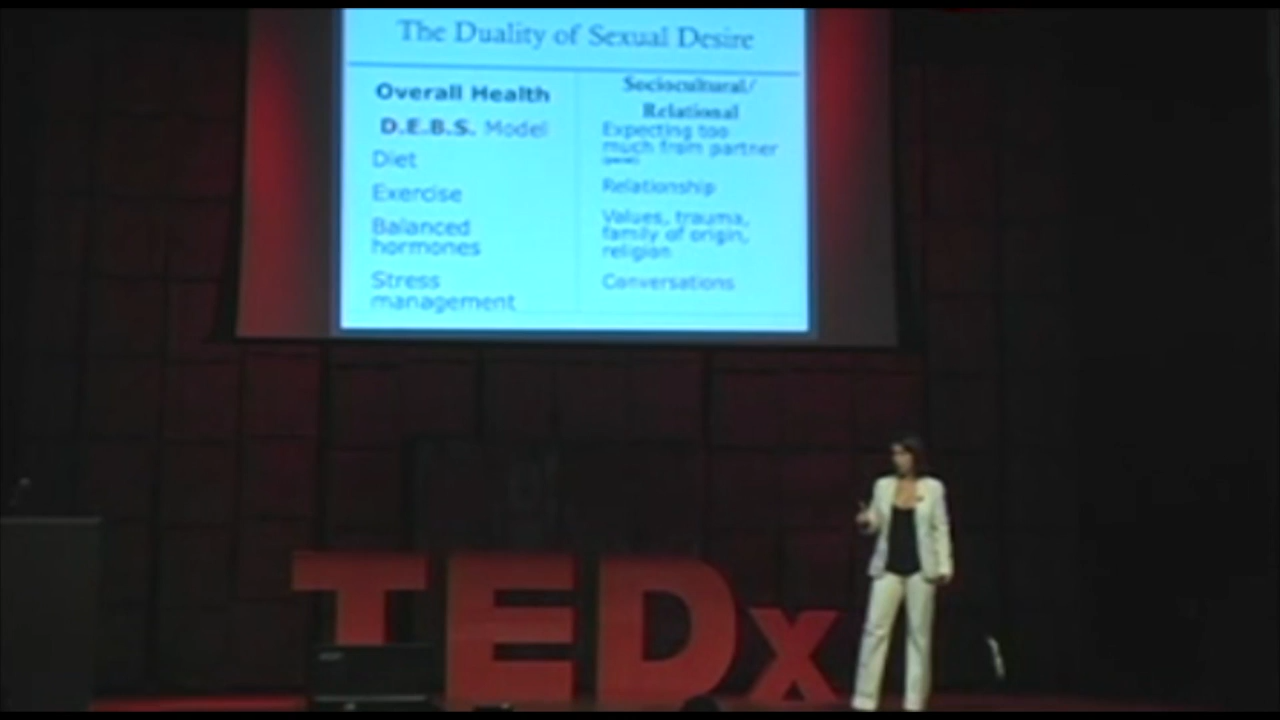 The Duality of Sexual Desire
Overall Health
D.E.B.S. Model
Diet
Exercise
Balanced
hormones
Stress
management
Sociocultural/
Relational
Expecting too
much from partner
Relationship
Values, trauma,
family of origin,
religion
Conversations
TEDx